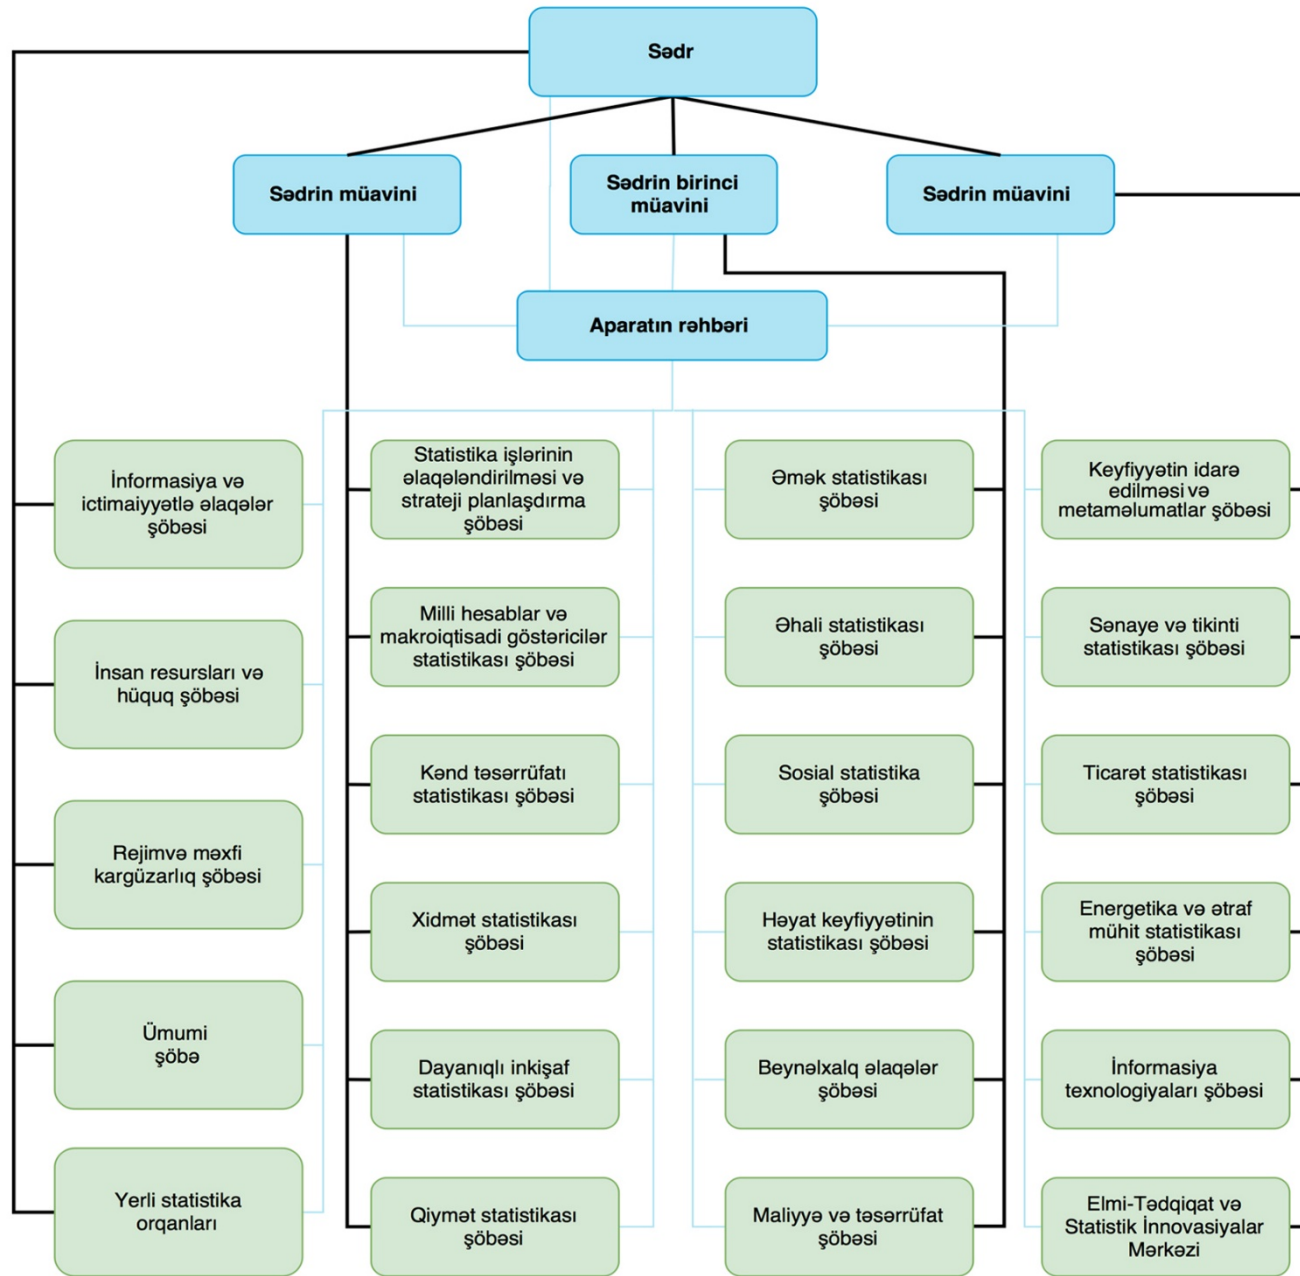 Sədr
Sədrin müavini
Sədrin birinci
müavini
Sədrin müavini
Aparatın rəhbəri
İnformasiya və
ictimaiyyətlə əlaqələr
şöbəsi
İnsan resursları və
hüquq şöbəsi
Rejimvə məxfi
kargüzarlıq şöbəsi
Ümumi
şöbə
Yerli statistika
orqanları
Statistika işlərinin
əlaqələndirilməsi və
strateji planlaşdırma
şöbəsi
Milli hesablar və
makroiqtisadi göstəricilər
statistikası şöbəsi
Kənd təsərrüfatı
statistikası şöbəsi
Xidmət statistikası
şöbəsi
Dayanıqlı inkişaf
statistikası şöbəsi
Qiymət statistikası
şöbəsi
Əmək statistikası
şöbəsi
Əhali statistikası
şöbəsi
Sosial statistika
şöbəsi
Həyat keyfiyyətinin
statistikası şöbəsi
Beynəlxalq əlaqələr
şöbəsi
Maliyyə və təsərrüfat
şöbəsi
Keyfiyyətin idarə
edilməsi və
metaməlumatlar şöbəsi
Sənaye və tikinti
statistikası şöbəsi
Ticarət statistikası
şöbəsi
Energetika və ətraf
mühit statistikası
şöbəsi
İnformasiya
texnologiyaları şöbəsi
Elmi-Tədqiqat və
Statistik İnnovasiyalar
Mərkəzi